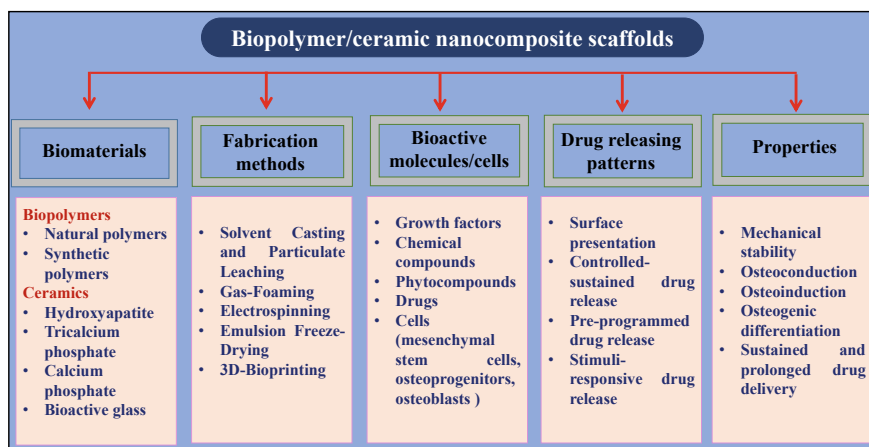 Biopolymer/ceramic nanocomposite scaffolds
Biomaterials
Biopolymers
• Natural polymers
• Synthetic
polymers
Ceramics
• Hydroxyapatite
• Tricalcium
phosphate
• Calcium
phosphate
• Bioactive glass
Fabrication
methods
• Solvent Casting
and Particulate
Leaching
• Gas-Foaming
• Electrospinning
• Emulsion Freeze-
Drying
• 3D-Bioprinting
Bioactive
molecules/cells
• Growth factors
• Chemical
compounds
• Phytocompounds
• Drugs
• Cells
(mesenchymal
stem cells,
osteoprogenitors,
osteoblasts )
Drug releasing
patterns
• Surface
presentation
• Controlled-
sustained drug
release
• Pre-programmed
drug release
• Stimuli-
responsive drug
release
Properties
• Mechanical
stability
• Osteoconduction
• Osteoinduction
• Osteogenic
differentiation
• Sustained and
prolonged drug
delivery